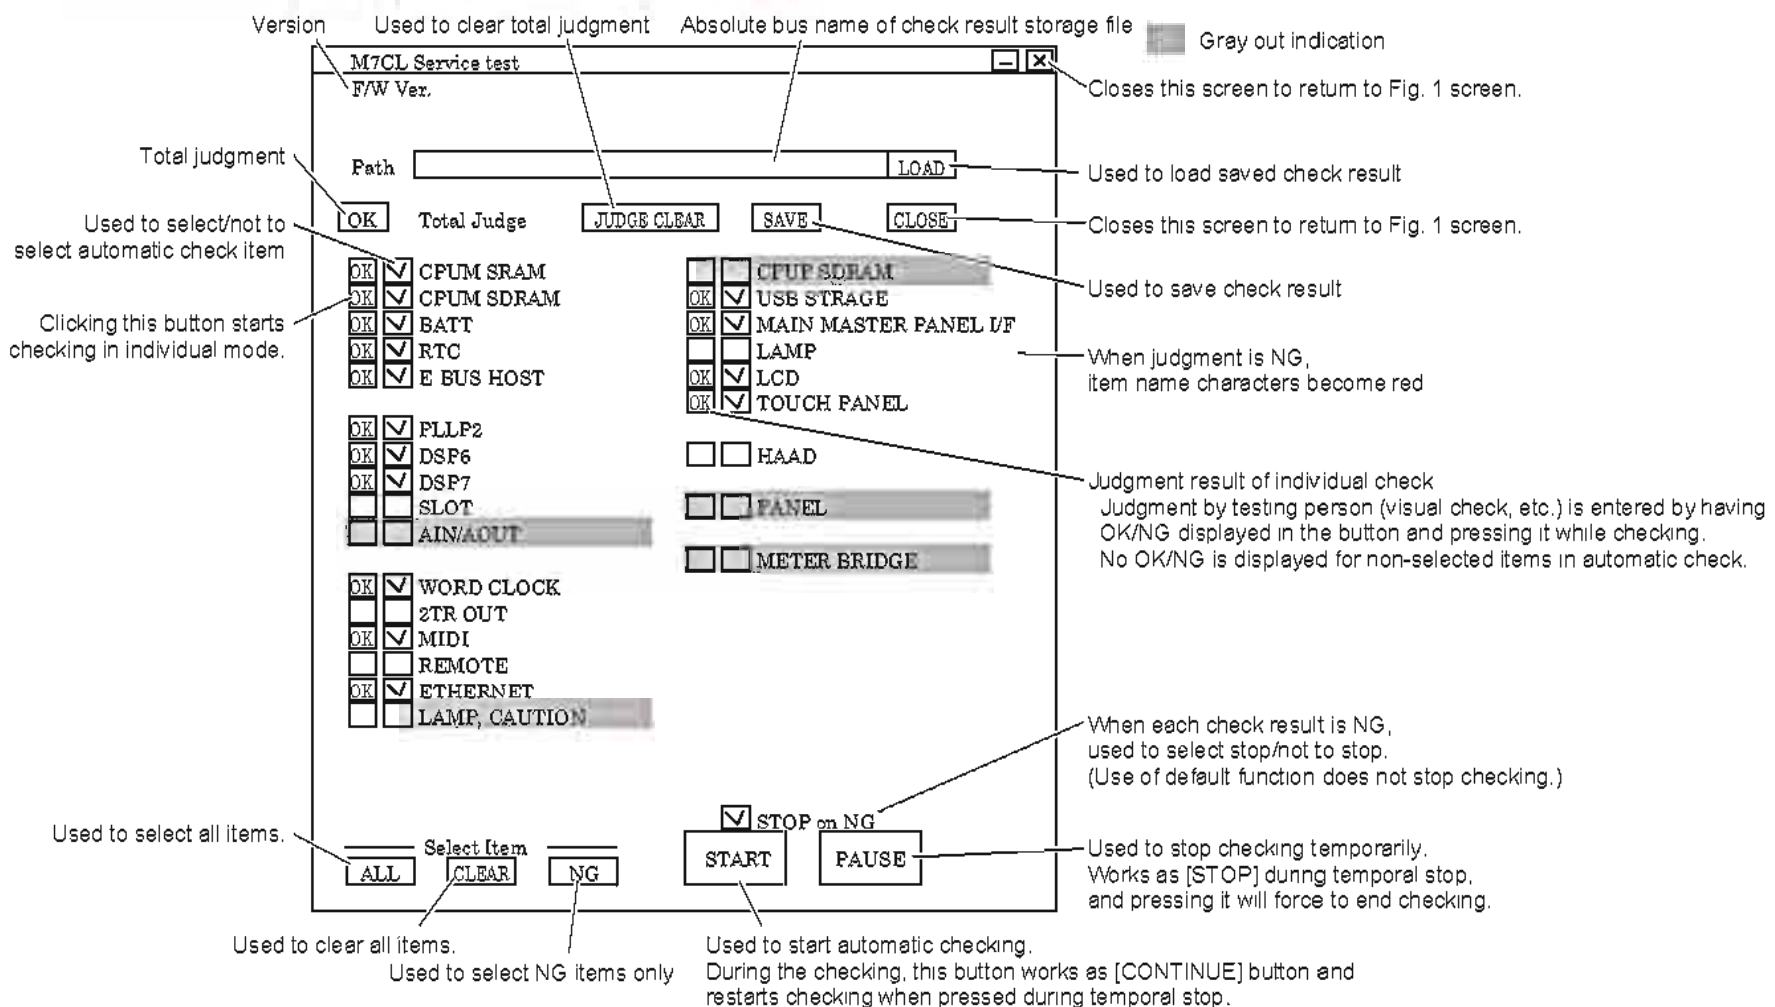 Version
Used to clear total judgment
Absolute bus name of check result storage file
Gray out indication
M7CL Service test
F/W Ver.
Closes this screen to return to Fig. 1 screen.
Total judgment
Path
LOAD
Used to load saved check result
OK
Total Judge
JUDGE CLEAR
SAVE
CLOSE
Closes this screen to return to Fig. 1 screen.
Used to select/not to
select automatic check item
Clicking this button starts
checking in individual mode.
OK CPUM SRAM
OK CPUM SDRAM
OK BATT
OK RTC
OK E BUS HOST
OK PLLP2
OK DSP6
OK DSP7
SLOT
AIN/AOUT
OK WORD CLOCK
2TR OUT
OK MIDI
REMOTE
OK ETHERNET
LAMP, CAUTION
CPUP SDRAM
OK USB STRAGE
OK MAIN MASTER PANEL I/F
LAMP
OK LCD
OK TOUCH PANEL
HAAD
PANEL
METER BRIDGE
Used to save check result
When judgment is NG,
item name characters become red
Judgment result of individual check
Judgment by testing person (visual check, etc.) is entered by having
OK/NG displayed in the button and pressing it while checking.
No OK/NG is displayed for non-selected items in automatic check.
When each check result is NG,
used to select stop/not to stop.
(Use of default function does not stop checking.)
STOP on NG
Used to select all items.
Select Item
ALL
CLEAR
NG
START
PAUSE
Used to stop checking temporarily.
Works as [STOP] during temporal stop,
and pressing it will force to end checking.
Used to clear all items.
Used to select NG items only
Used to start automatic checking.
During the checking, this button works as [CONTINUE] button and
restarts checking when pressed during temporal stop.